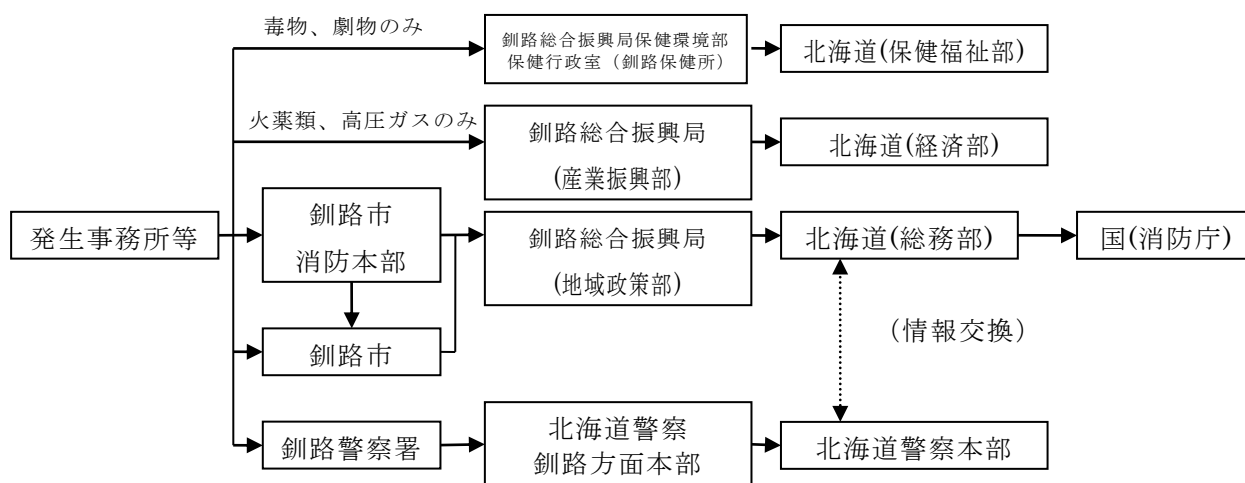 毒物、劇物のみ
釧路総合振興局保健環境部
保健行政室（釧路保健所）
北海道(保健福祉部)
火薬類、高圧ガスのみ
釧路総合振興局
(産業振興部)
北海道(経済部)
発生事務所等
釧路市
消防本部
釧路総合振興局
(地域政策部)
北海道(総務部)
国(消防庁)
釧路市
（情報交換）
釧路警察署
北海道警察
釧路方面本部
北海道警察本部